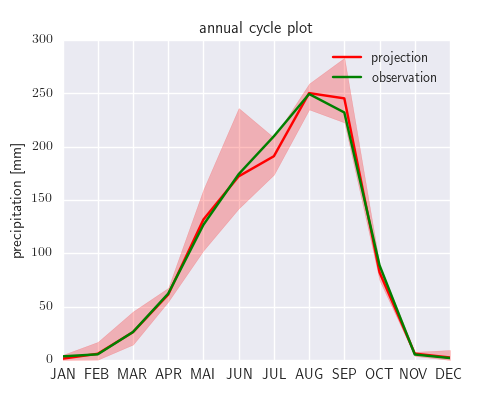 annual cycle plot
projection
observation
precipitation [mm]
300
250
200
150
100
50
0
JAN FEB MAR APR MAI JUN JUL AUG SEP OCT NOV DEC